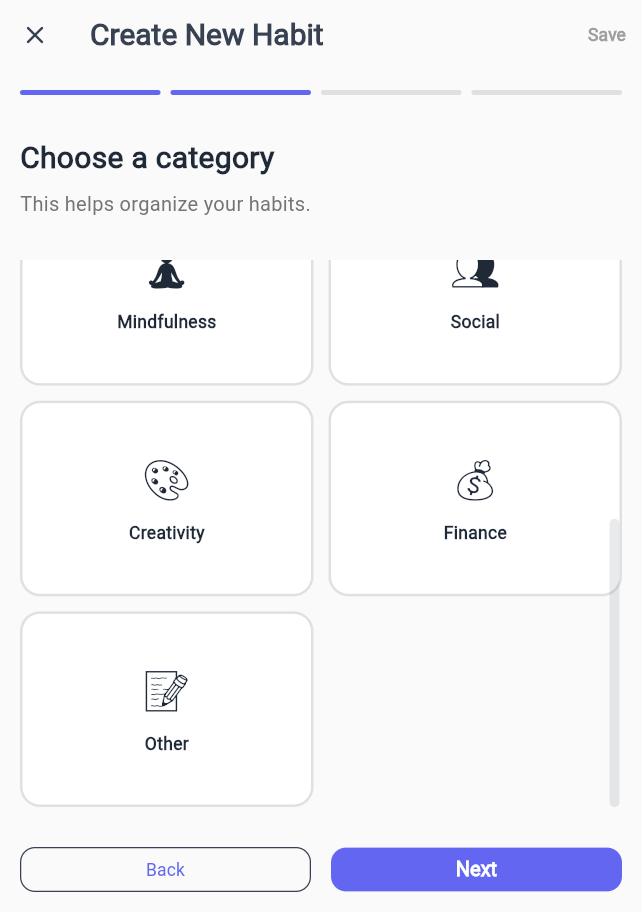 Create New Habit
Save
Choose a category
This helps organize your habits.
Mindfulness
Social
Creativity
Finance
Other
Back
Next